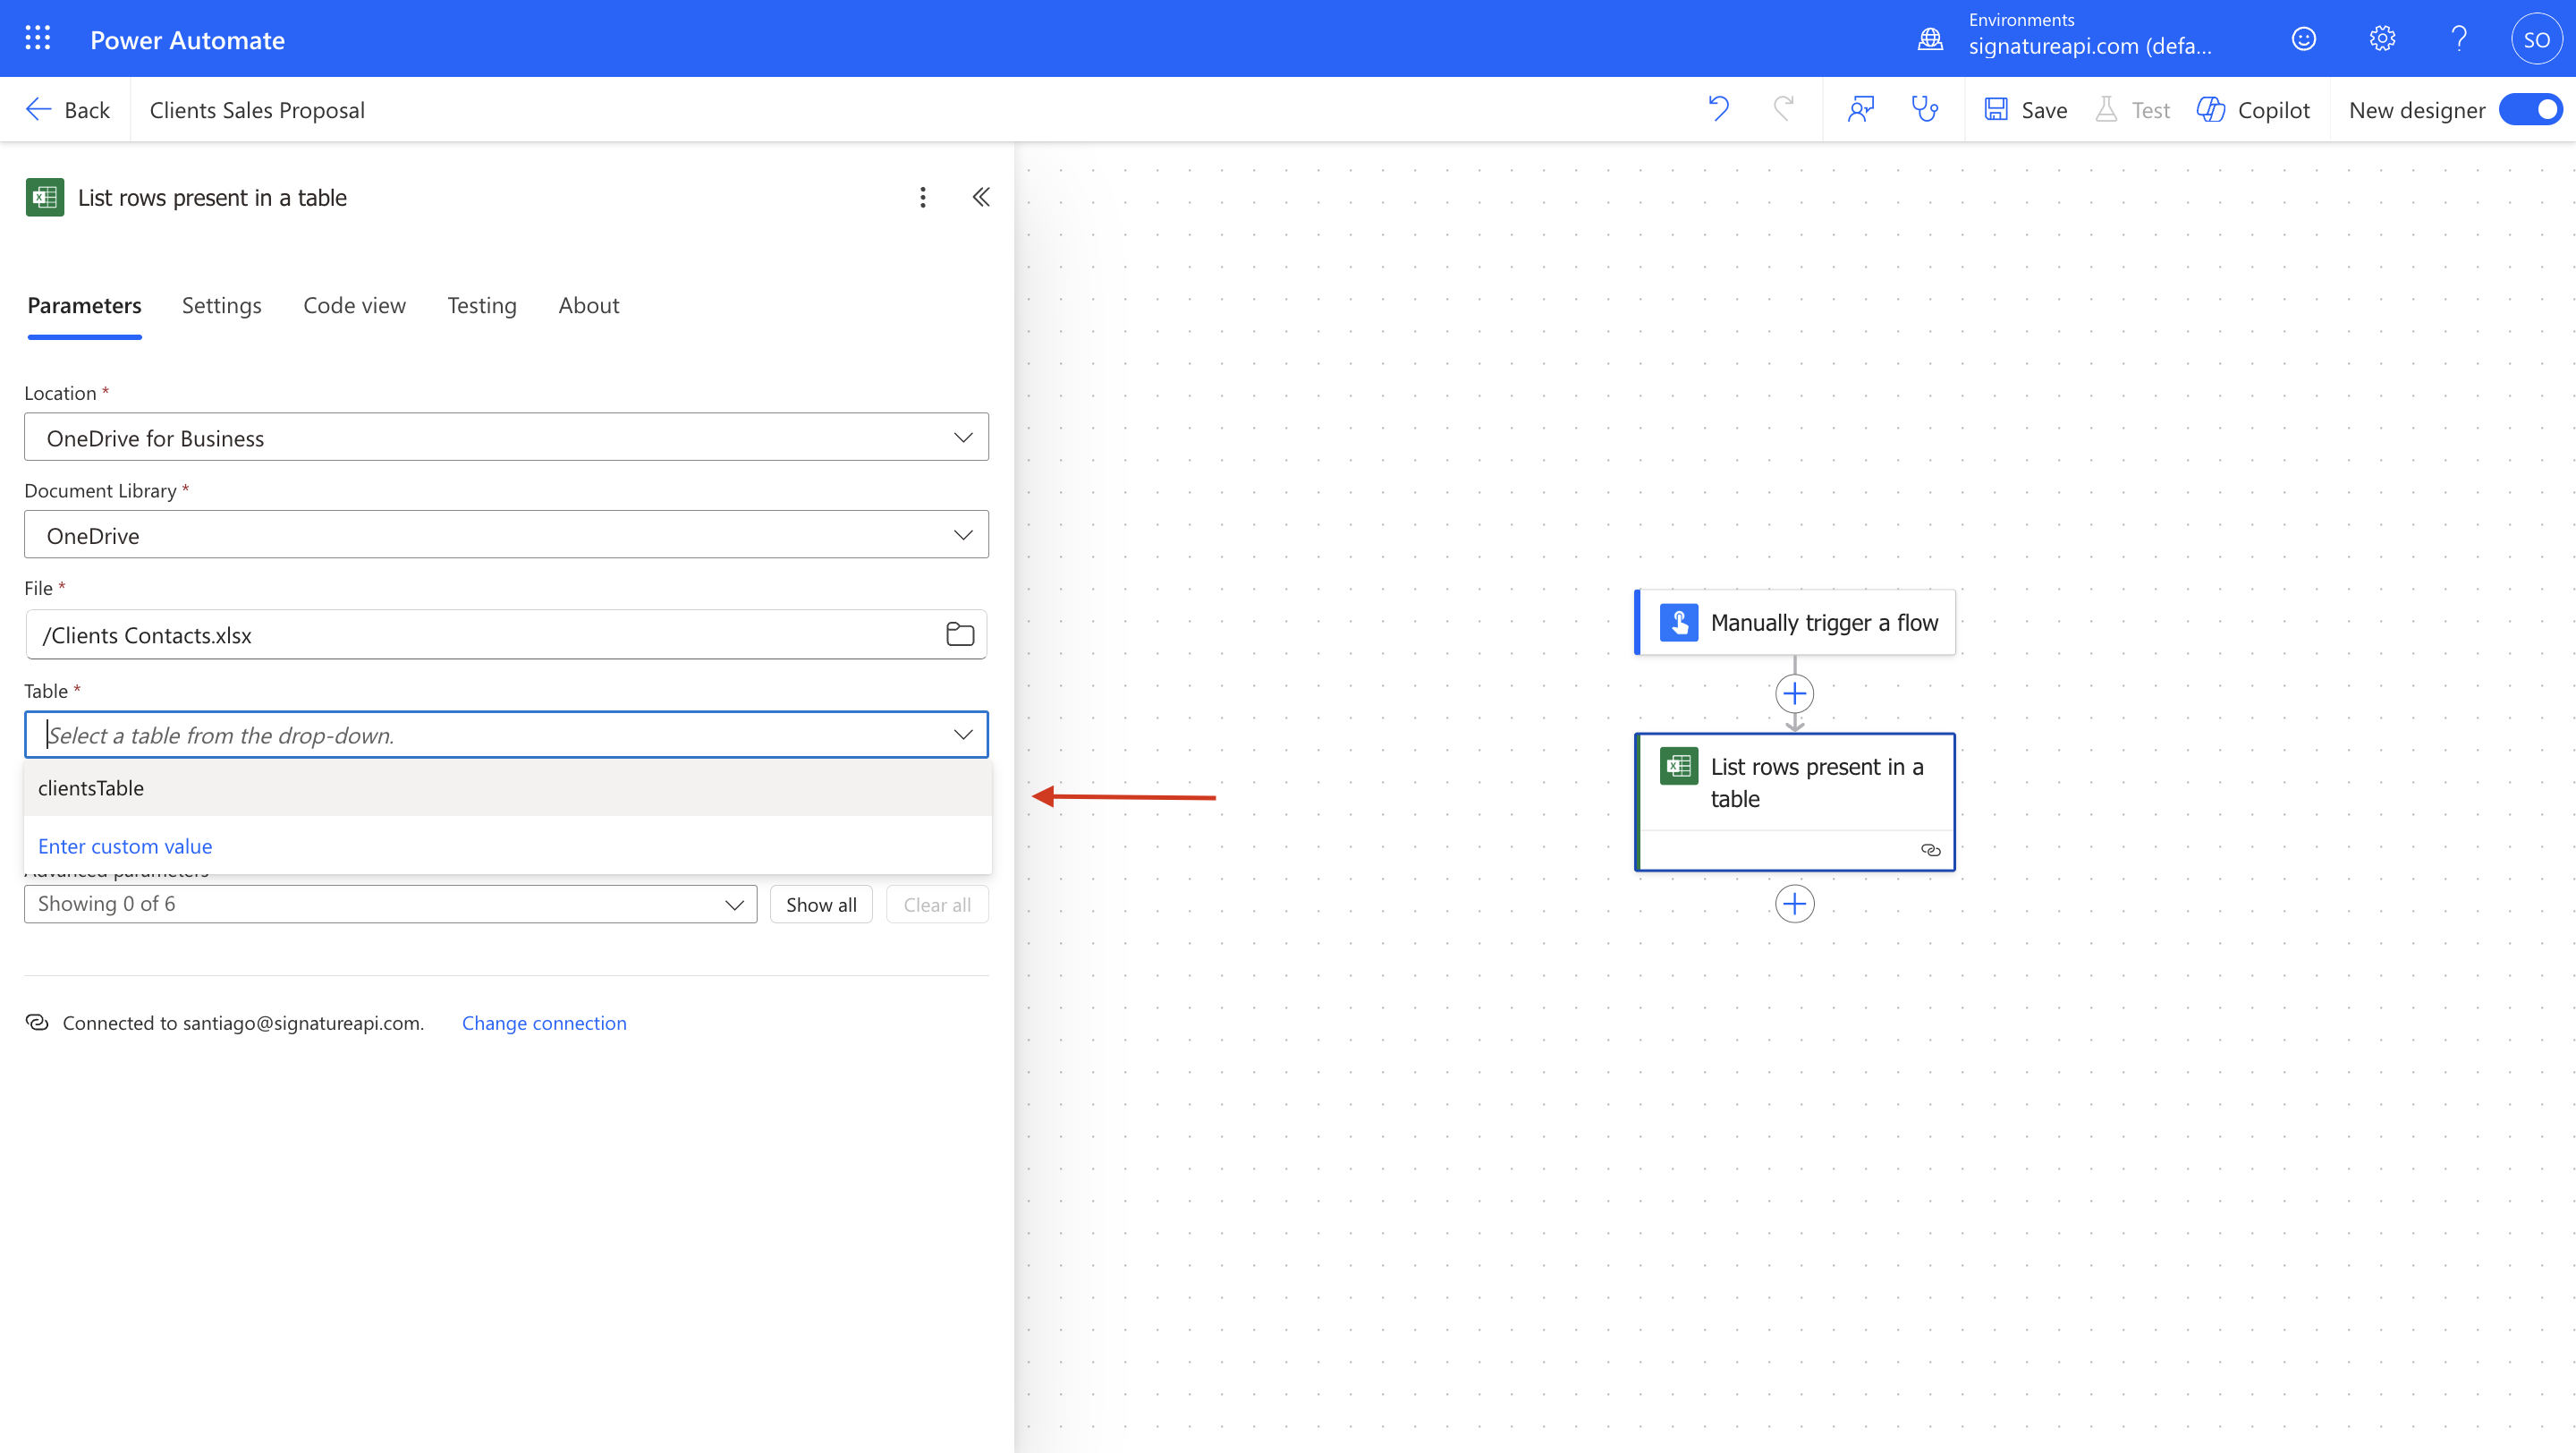 Power Automate
Environments
signatureapi.com (defa...
SO
Back
Clients Sales Proposal
Save
Test
Copilot
New designer
List rows present in a table
Parameters
Settings
Code view
Testing
About
Location *
OneDrive for Business
Document Library *
OneDrive
File *
/Clients Contacts.xlsx
Table *
Select a table from the drop-down.
clientsTable
Enter custom value
Advanced parameters
Showing 0 of 6
Show all
Clear all
Connected to santiago@signatureapi.com.
Change connection
Manually trigger a flow
List rows present in a
table